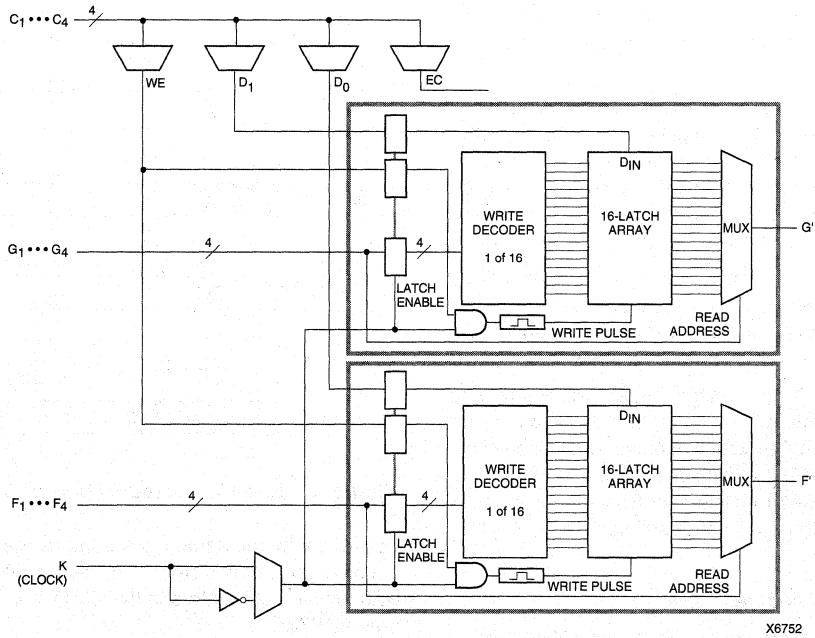 C1 • • • C4
4
WE
D1
D0
EC
DIN
WRITE
DECODER
1 of 16
16-LATCH
ARRAY
MUX
G'
G1 • • • G4
4
4
LATCH
ENABLE
WRITE PULSE
READ
ADDRESS
DIN
WRITE
DECODER
1 of 16
16-LATCH
ARRAY
MUX
F'
F1 • • • F4
4
4
LATCH
ENABLE
K
(CLOCK)
WRITE PULSE
READ
ADDRESS
X6752